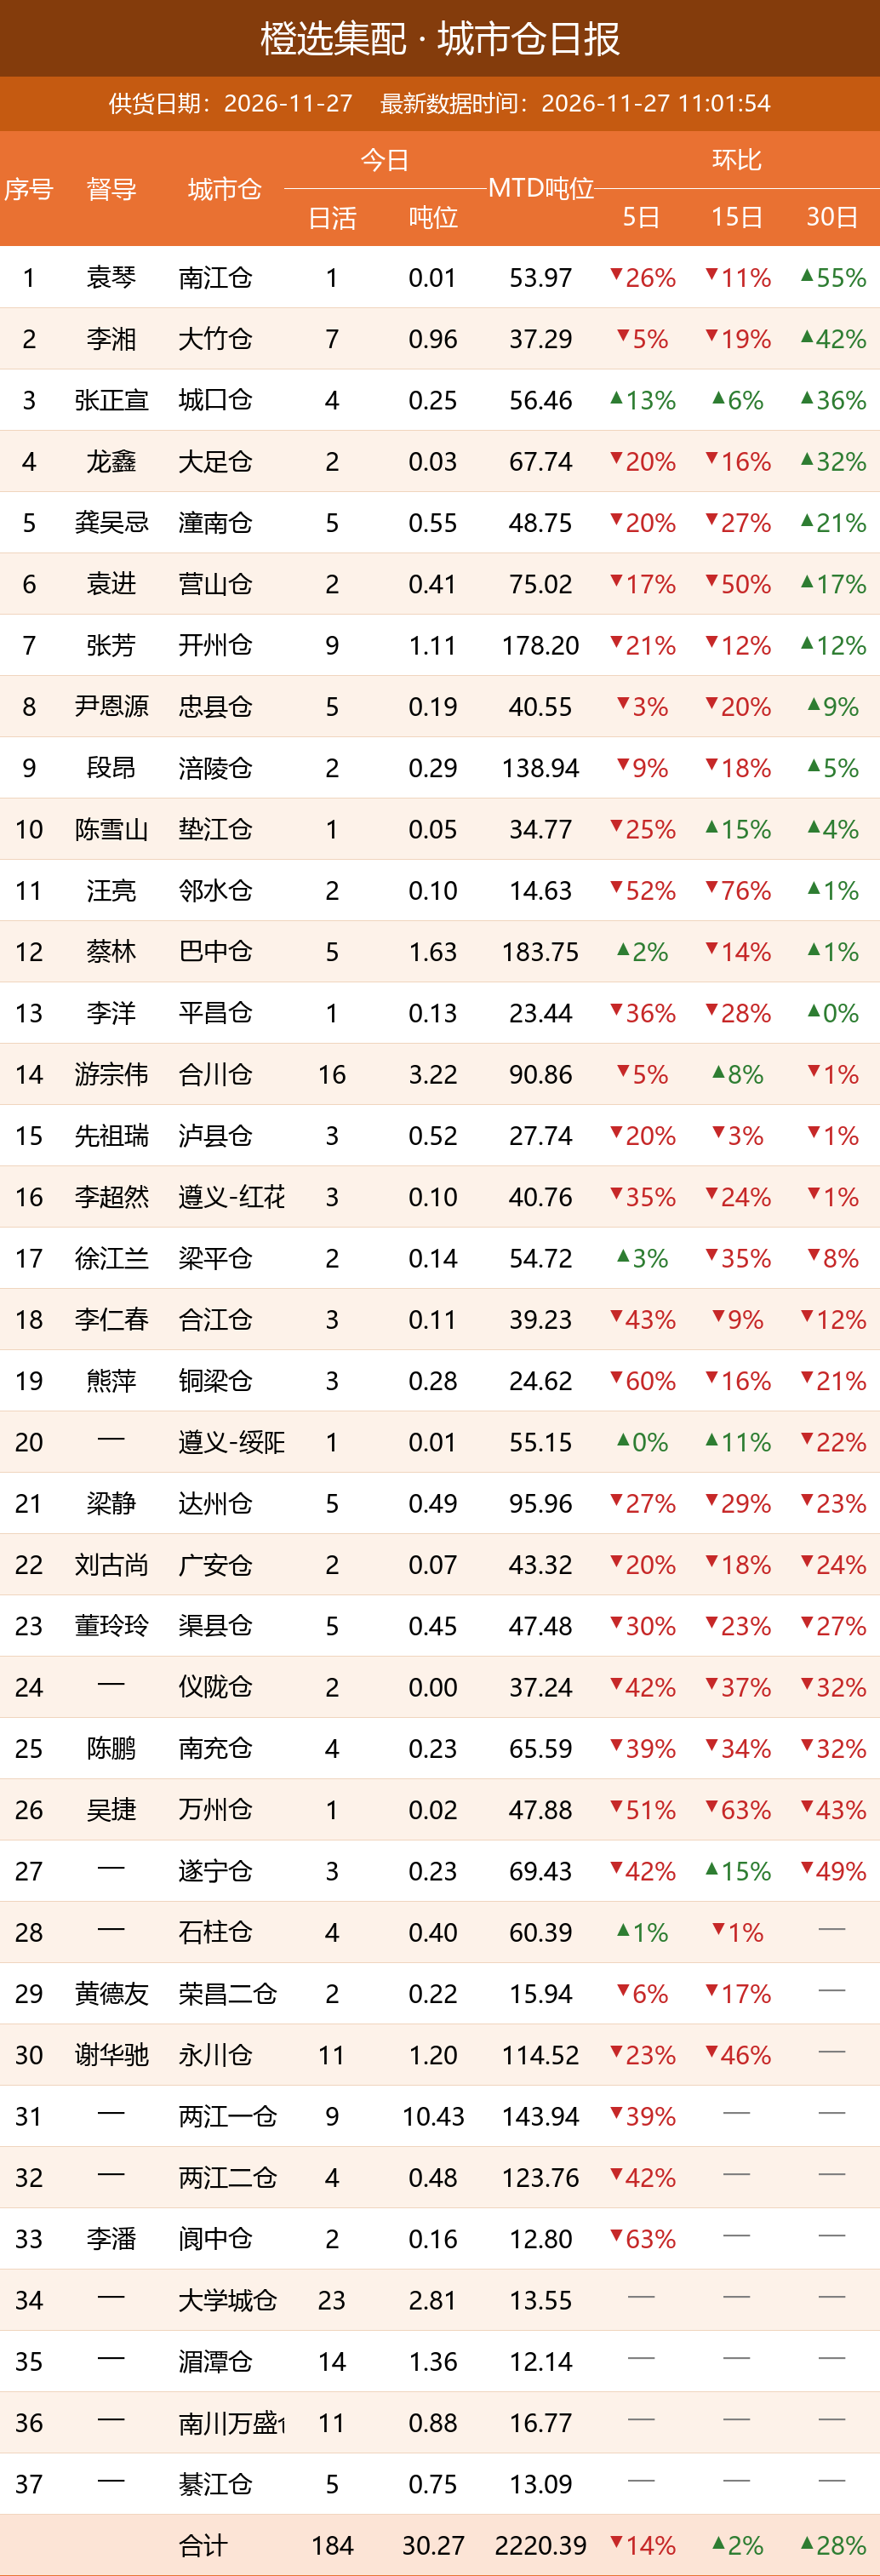 橙选集配 · 城市仓日报
供货日期：2026-11-27 最新数据时间：2026-11-27 11:01:54
序号 督导 城市仓 今日 MTD吨位 环比
日活 吨位 5日 15日 30日
1 袁琴 南江仓 1 0.01 53.97 ▼26% ▼11% ▲55%
2 李湘 大竹仓 7 0.96 37.29 ▼5% ▼19% ▲42%
3 张正宣 城口仓 4 0.25 56.46 ▲13% ▲6% ▲36%
4 龙鑫 大足仓 2 0.03 67.74 ▼20% ▼16% ▲32%
5 龚吴忌 潼南仓 5 0.55 48.75 ▼20% ▼27% ▲21%
6 袁进 营山仓 2 0.41 75.02 ▼17% ▼50% ▲17%
7 张芳 开州仓 9 1.11 178.20 ▼21% ▼12% ▲12%
8 尹恩源 忠县仓 5 0.19 40.55 ▼3% ▼20% ▲9%
9 段昂 涪陵仓 2 0.29 138.94 ▼9% ▼18% ▲5%
10 陈雪山 垫江仓 1 0.05 34.77 ▼25% ▲15% ▲4%
11 汪亮 邻水仓 2 0.10 14.63 ▼52% ▼76% ▲1%
12 蔡林 巴中仓 5 1.63 183.75 ▲2% ▼14% ▲1%
13 李洋 平昌仓 1 0.13 23.44 ▼36% ▼28% ▲0%
14 游宗伟 合川仓 16 3.22 90.86 ▼5% ▲8% ▼1%
15 先祖瑞 泸县仓 3 0.52 27.74 ▼20% ▼3% ▼1%
16 李超然 遵义-红花 3 0.10 40.76 ▼35% ▼24% ▼1%
17 徐江兰 梁平仓 2 0.14 54.72 ▲3% ▼35% ▼8%
18 李仁春 合江仓 3 0.11 39.23 ▼43% ▼9% ▼12%
19 熊萍 铜梁仓 3 0.28 24.62 ▼60% ▼16% ▼21%
20 — 遵义-绥阳 1 0.01 55.15 ▲0% ▲11% ▼22%
21 梁静 达州仓 5 0.49 95.96 ▼27% ▼29% ▼23%
22 刘古尚 广安仓 2 0.07 43.32 ▼20% ▼18% ▼24%
23 董玲玲 渠县仓 5 0.45 47.48 ▼30% ▼23% ▼27%
24 — 仪陇仓 2 0.00 37.24 ▼42% ▼37% ▼32%
25 陈鹏 南充仓 4 0.23 65.59 ▼39% ▼34% ▼32%
26 吴捷 万州仓 1 0.02 47.88 ▼51% ▼63% ▼43%
27 — 遂宁仓 3 0.23 69.43 ▼42% ▲15% ▼49%
28 — 石柱仓 4 0.40 60.39 ▲1% ▼1% —
29 黄德友 荣昌二仓 2 0.22 15.94 ▼6% ▼17% —
30 谢华驰 永川仓 11 1.20 114.52 ▼23% ▼46% —
31 — 两江一仓 9 10.43 143.94 ▼39% — —
32 — 两江二仓 4 0.48 123.76 ▼42% — —
33 李潘 阆中仓 2 0.16 12.80 ▼63% — —
34 — 大学城仓 23 2.81 13.55 — — —
35 — 湄潭仓 14 1.36 12.14 — — —
36 — 南川万盛仓 11 0.88 16.77 — — —
37 — 綦江仓 5 0.75 13.09 — — —
合计 184 30.27 2220.39 ▼14% ▲2% ▲28%